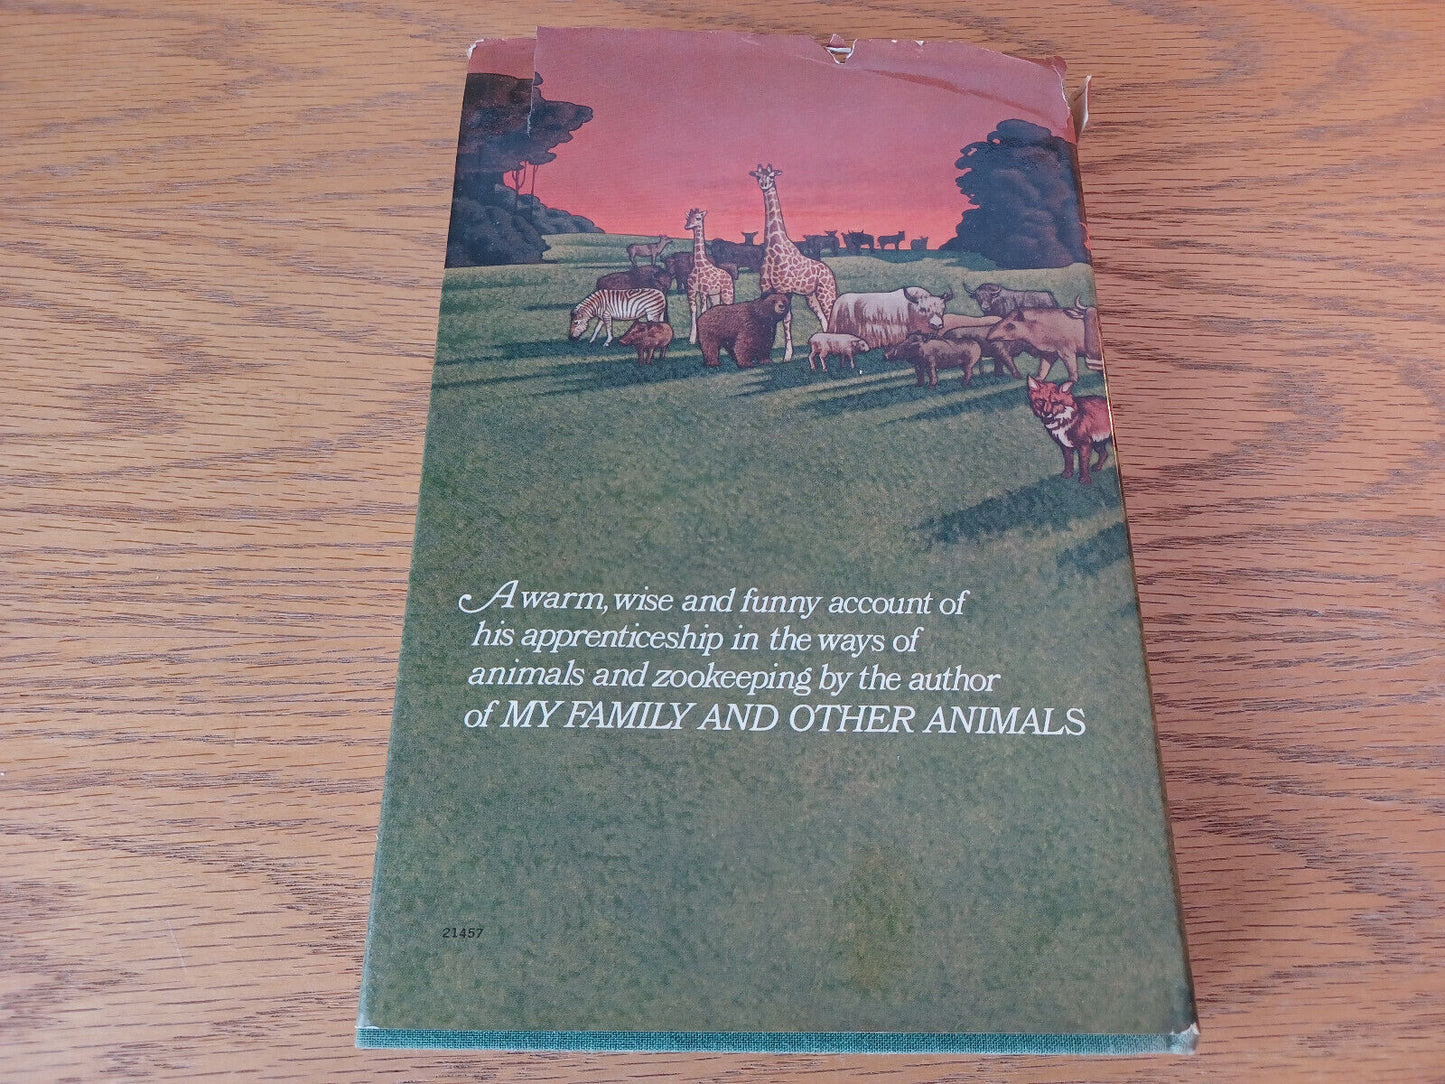 A warm, wise and funny account of
his apprenticeship in the ways of
animals and zookeeping by the author
of MY FAMILY AND OTHER ANIMALS
21457